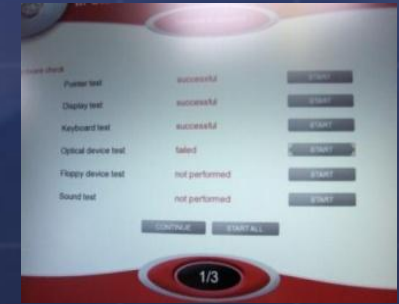 Pointer test successful START
Display test successful START
Keyboard test successful START
Optical device test failed START
Floppy device test not performed START
Sound test not performed START
CONTINUE START ALL
1/3